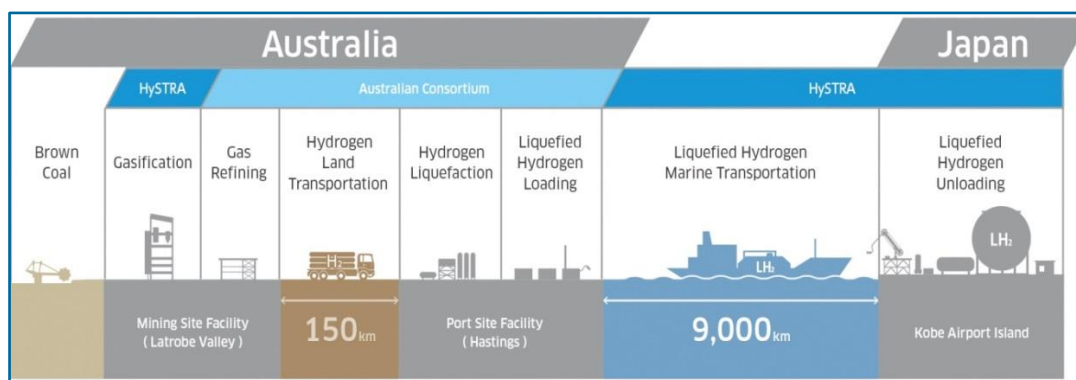 Australia
Japan
HySTRA
Australian Consortium
HySTRA
Brown
Coal
Gasification
Gas
Refining
Hydrogen
Land
Transportation
Hydrogen
Liquefaction
Liquefied
Hydrogen
Loading
Liquefied Hydrogen
Marine Transportation
Liquefied
Hydrogen
Unloading
H₂
LH₂
LH₂
Mining Site Facility
( Latrobe Valley )
150km
Port Site Facility
( Hastings )
9,000km
Kobe Airport Island